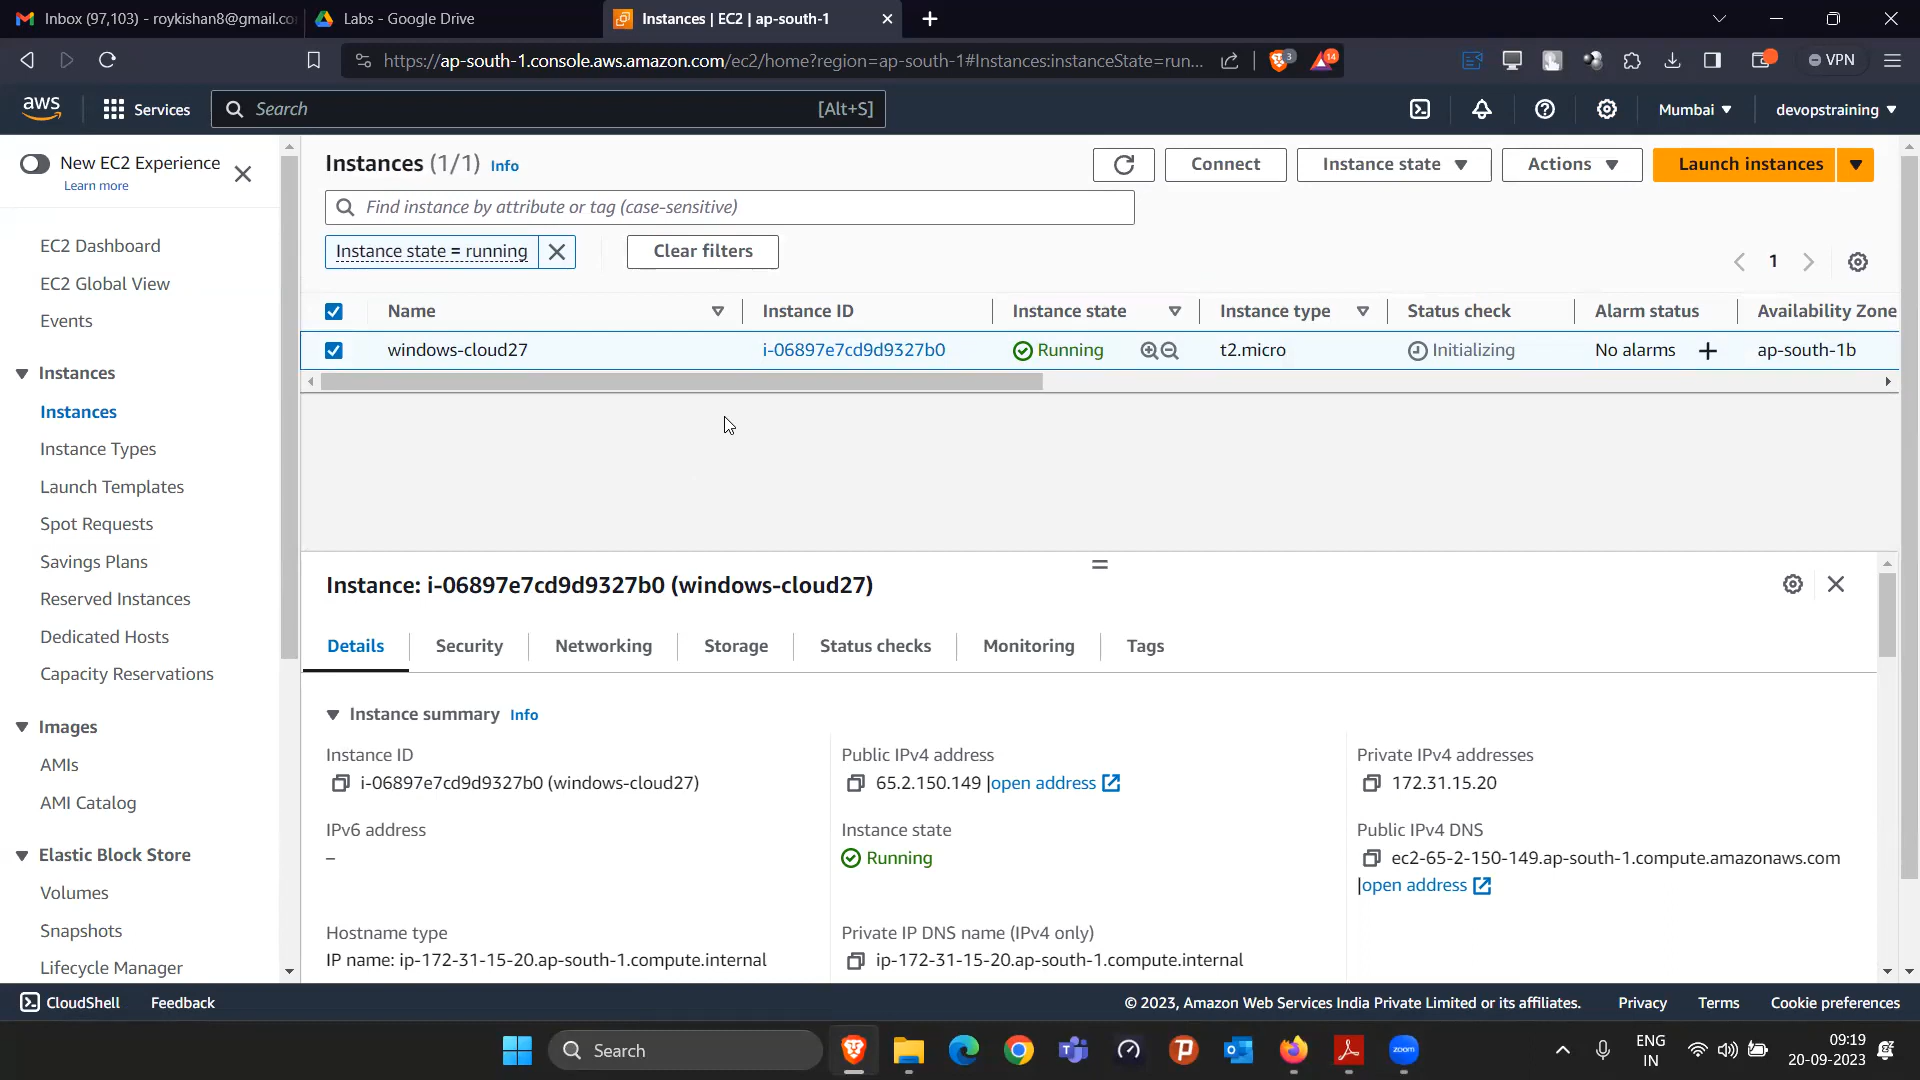 Inbox (97,103) - roykishan8@gmail.co
Labs - Google Drive
Instances | EC2 | ap-south-1
https://ap-south-1.console.aws.amazon.com/ec2/home?region=ap-south-1#Instances:instanceState=run...
3
14
VPN
aws
Services
Search
[Alt+S]
Mumbai
devopstraining
New EC2 Experience
Learn more
EC2 Dashboard
EC2 Global View
Events
Instances
Instances
Instance Types
Launch Templates
Spot Requests
Savings Plans
Reserved Instances
Dedicated Hosts
Capacity Reservations
Images
AMIs
AMI Catalog
Elastic Block Store
Volumes
Snapshots
Lifecycle Manager
Instances (1/1) Info
Connect
Instance state
Actions
Launch instances
Find instance by attribute or tag (case-sensitive)
Instance state = running
Clear filters
1
Name Instance ID Instance state Instance type Status check Alarm status Availability Zone
windows-cloud27 i-06897e7cd9d9327b0 Running t2.micro Initializing No alarms ap-south-1b
Instance: i-06897e7cd9d9327b0 (windows-cloud27)
Details Security Networking Storage Status checks Monitoring Tags
Instance summary Info
Instance ID
i-06897e7cd9d9327b0 (windows-cloud27)
Public IPv4 address
65.2.150.149 |open address
Private IPv4 addresses
172.31.15.20
IPv6 address
–
Instance state
Running
Public IPv4 DNS
ec2-65-2-150-149.ap-south-1.compute.amazonaws.com
|open address
Hostname type
IP name: ip-172-31-15-20.ap-south-1.compute.internal
Private IP DNS name (IPv4 only)
ip-172-31-15-20.ap-south-1.compute.internal
CloudShell
Feedback
© 2023, Amazon Web Services India Private Limited or its affiliates.
Privacy
Terms
Cookie preferences
Search
zoom
ENG
IN
09:19
20-09-2023